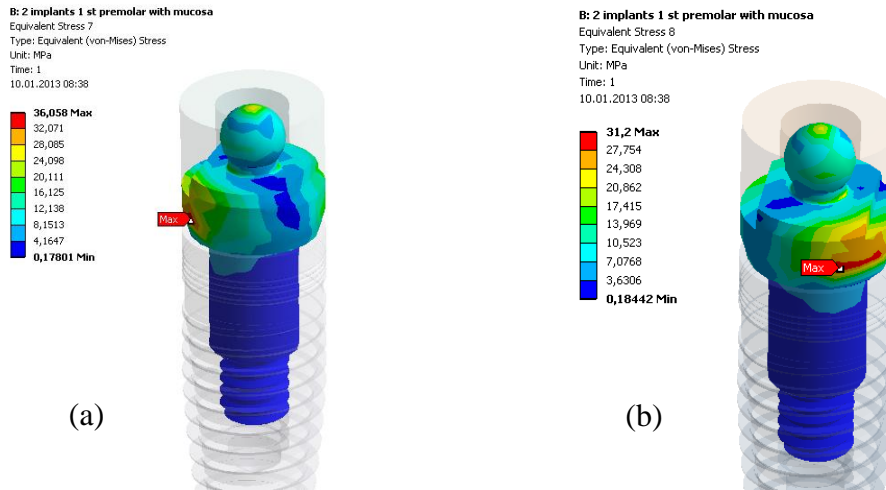 B: 2 implants 1 st premolar with mucosa
Equivalent Stress 7
Type: Equivalent (von-Mises) Stress
Unit: MPa
Time: 1
10.01.2013 08:38
36,058 Max
32,071
28,085
24,098
20,111
16,125
12,138
8,1513
4,1647
0,17801 Min
Max
(a)
B: 2 implants 1 st premolar with mucosa
Equivalent Stress 8
Type: Equivalent (von-Mises) Stress
Unit: MPa
Time: 1
10.01.2013 08:38
31,2 Max
27,754
24,308
20,862
17,415
13,969
10,523
7,0768
3,6306
0,18442 Min
Max
(b)